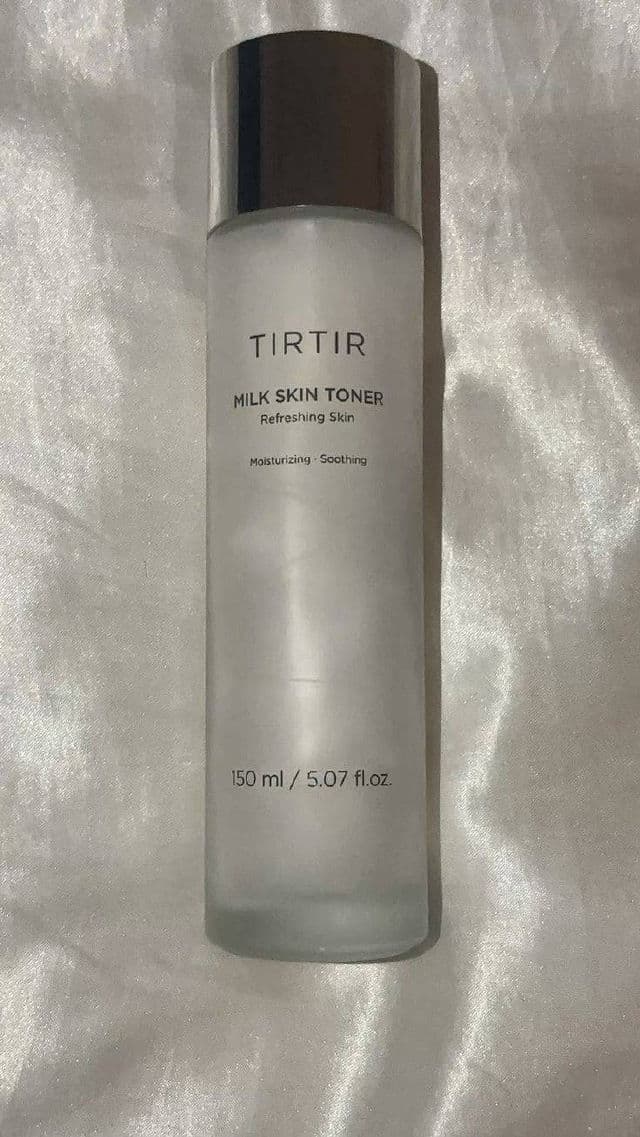 TIRTIR
MILK SKIN TONER
Refreshing Skin
Moisturizing · Soothing
150 ml / 5.07 fl.oz.